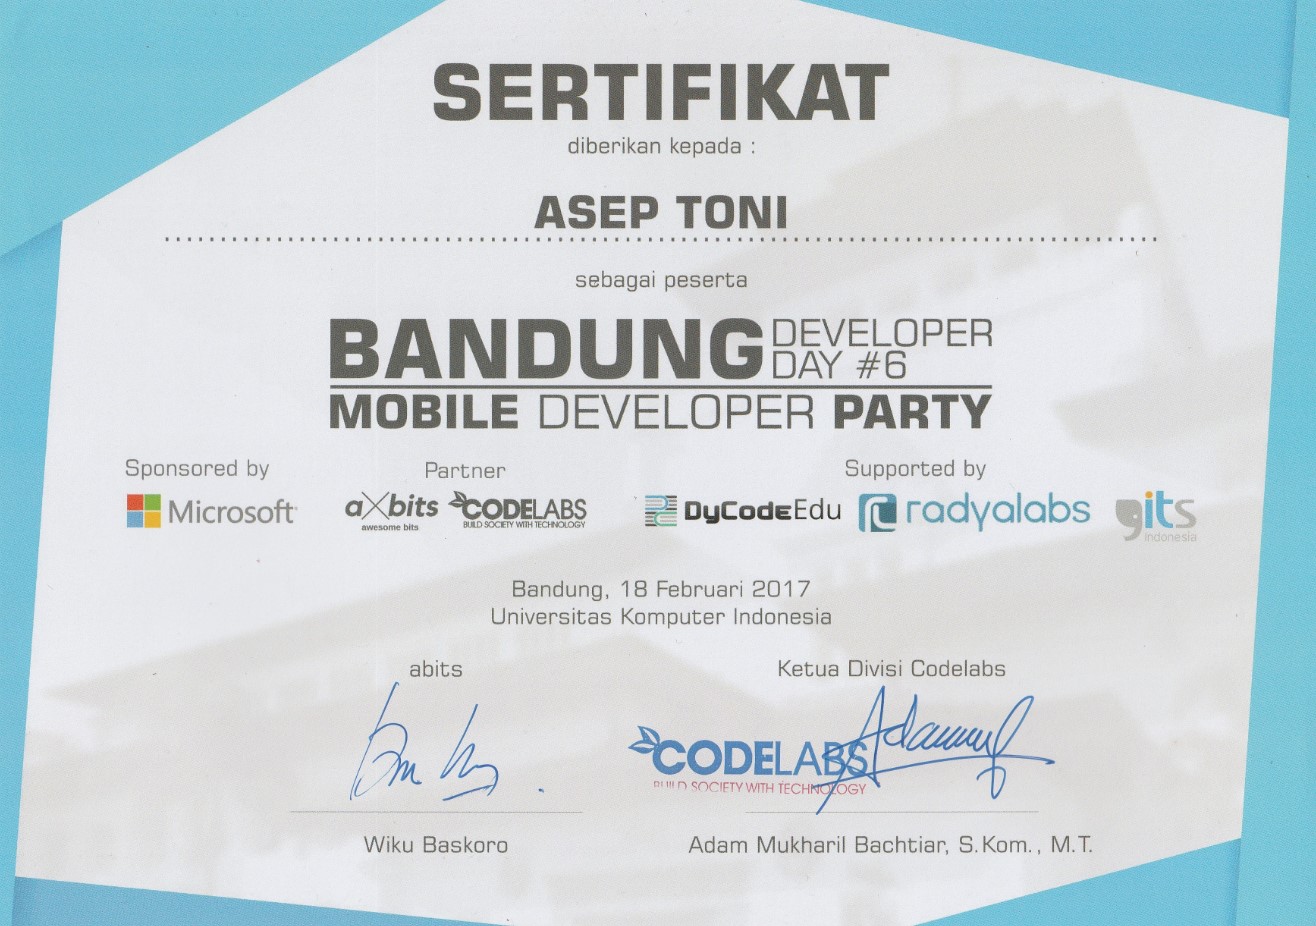 SERTIFIKAT
diberikan kepada :
ASEP TONI
sebagai peserta
BANDUNG DEVELOPER DAY #6
MOBILE DEVELOPER PARTY
Sponsored by
Microsoft
Partner
aXbits
awesome bits
CODELABS
BUILD SOCIETY WITH TECHNOLOGY
DyCodeEdu
Supported by
radyalabs
gits
indonesia
Bandung, 18 Februari 2017
Universitas Komputer Indonesia
abits
Ketua Divisi Codelabs
CODELABS
BUILD SOCIETY WITH TECHNOLOGY
Wiku Baskoro
Adam Mukharil Bachtiar, S.Kom., M.T.